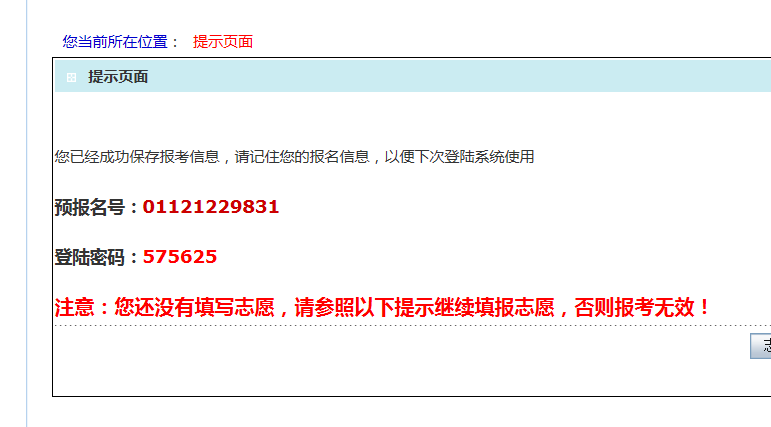 您当前所在位置： 提示页面
提示页面
您已经成功保存报考信息，请记住您的报名信息，以便下次登陆系统使用
预报名号：01121229831
登陆密码：575625
注意：您还没有填写志愿，请参照以下提示继续填报志愿，否则报考无效！